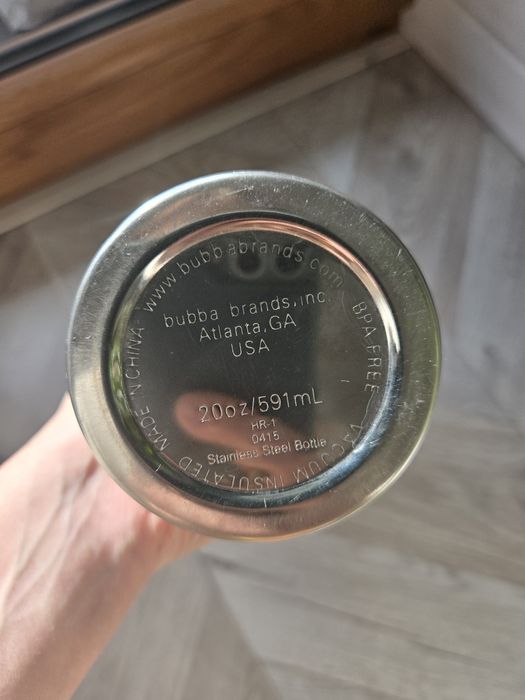 www.bubbabrands.com
bubba brands, inc.
Atlanta, GA
USA
20oz/591mL
HR-1
0415
Stainless Steel Bottle
BPA-FREE
VACUUM INSULATED
MADE IN CHINA